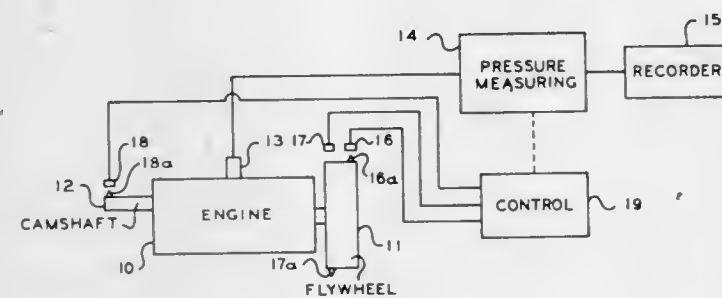 15
14
PRESSURE
MEASURING
RECORDER
18
18a
13
17
16
12
16a
CAMSHAFT
ENGINE
CONTROL
19
10
11
17a
FLYWHEEL